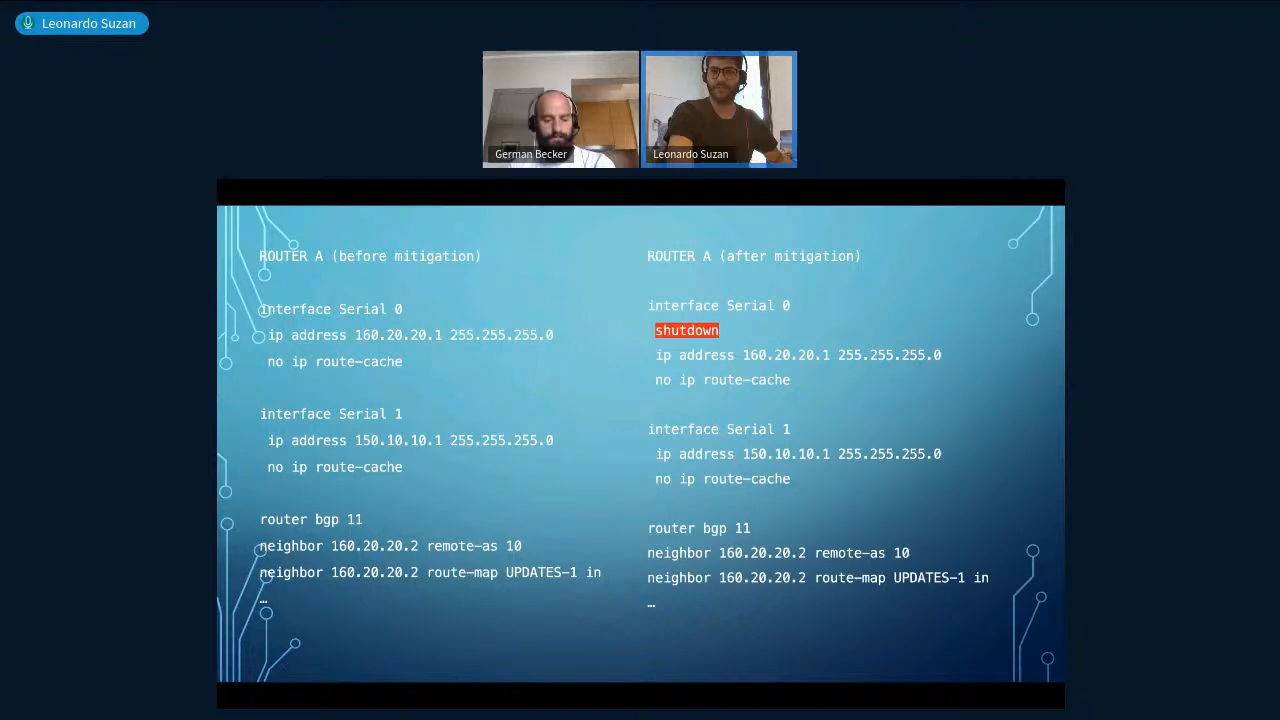 Leonardo Suzan
German Becker
Leonardo Suzan
ROUTER A (before mitigation)
interface Serial 0
ip address 160.20.20.1 255.255.255.0
no ip route-cache
interface Serial 1
ip address 150.10.10.1 255.255.255.0
no ip route-cache
router bgp 11
neighbor 160.20.20.2 remote-as 10
neighbor 160.20.20.2 route-map UPDATES-1 in
…
ROUTER A (after mitigation)
interface Serial 0
shutdown
ip address 160.20.20.1 255.255.255.0
no ip route-cache
interface Serial 1
ip address 150.10.10.1 255.255.255.0
no ip route-cache
router bgp 11
neighbor 160.20.20.2 remote-as 10
neighbor 160.20.20.2 route-map UPDATES-1 in
…